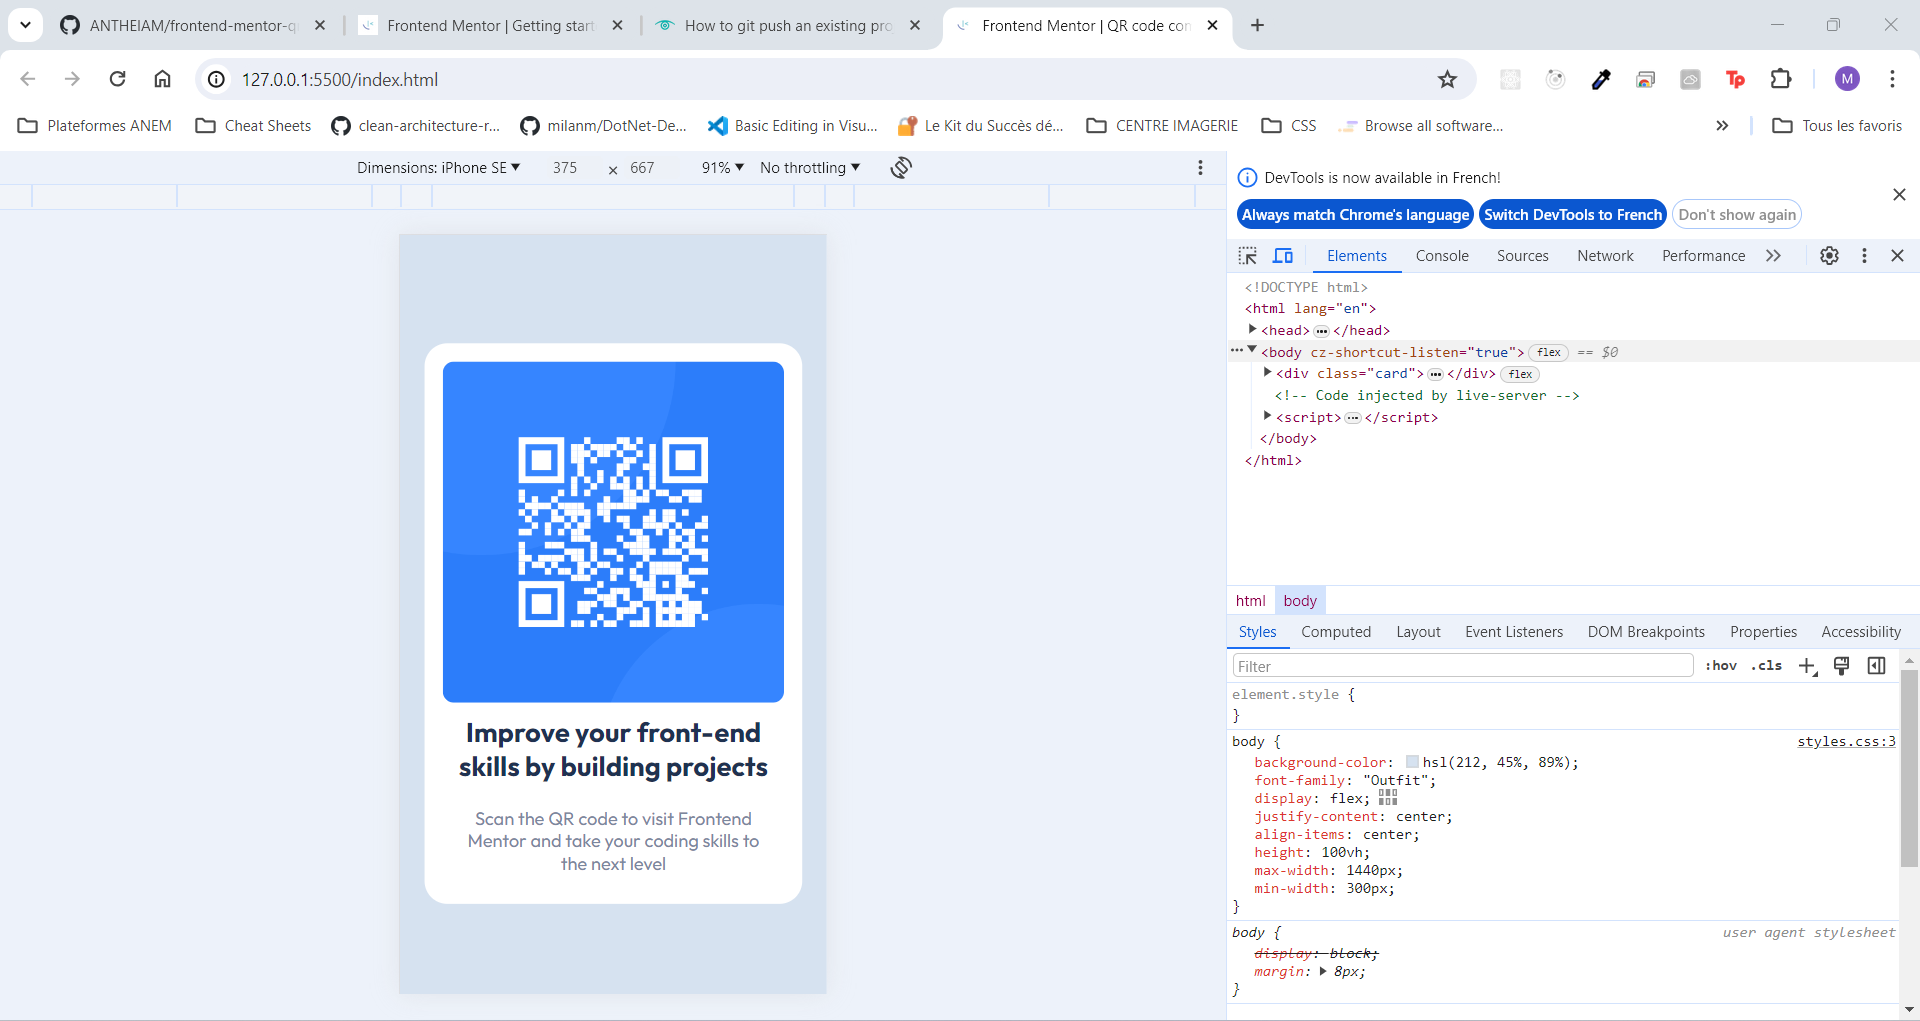 ANTHEIAM/frontend-mentor-q
Frontend Mentor | Getting start
How to git push an existing pro
Frontend Mentor | QR code con
127.0.0.1:5500/index.html
Tp
M
Plateformes ANEM
Cheat Sheets
clean-architecture-r...
milanm/DotNet-De...
Basic Editing in Visu...
Le Kit du Succès dé...
CENTRE IMAGERIE
CSS
Browse all software...
Tous les favoris
Dimensions: iPhone SE
375
×
667
91%
No throttling
Improve your front-end
skills by building projects
Scan the QR code to visit Frontend
Mentor and take your coding skills to
the next level
DevTools is now available in French!
Always match Chrome's language
Switch DevTools to French
Don't show again
Elements
Console
Sources
Network
Performance
<!DOCTYPE html>
<html lang="en">
<head> ••• </head>
<body cz-shortcut-listen="true"> flex == $0
<div class="card"> ••• </div> flex
<!-- Code injected by live-server -->
<script> ••• </script>
</body>
</html>
html
body
Styles
Computed
Layout
Event Listeners
DOM Breakpoints
Properties
Accessibility
Filter
:hov
.cls
element.style {
}
body {
styles.css:3
background-color: hsl(212, 45%, 89%);
font-family: "Outfit";
display: flex;
justify-content: center;
align-items: center;
height: 100vh;
max-width: 1440px;
min-width: 300px;
}
body {
user agent stylesheet
display: block;
margin: 8px;
}